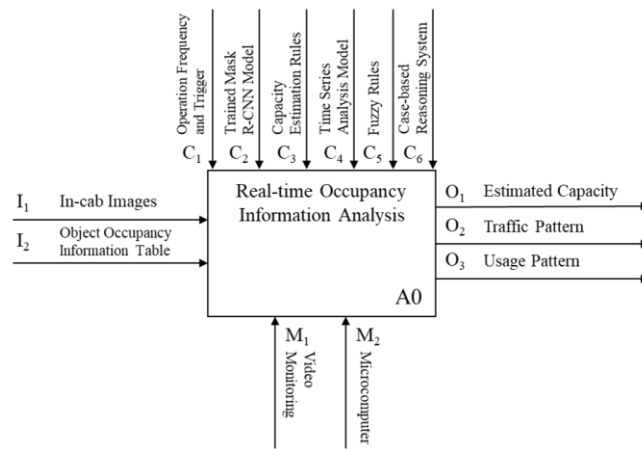 Operation Frequency
and Trigger
C1
Trained Mask
R-CNN Model
C2
Capacity
Estimation Rules
C3
Time Series
Analysis Model
C4
Fuzzy Rules
C5
Case-based
Reasoning System
C6
I1 In-cab Images
I2 Object Occupancy
Information Table
Real-time Occupancy
Information Analysis
A0
O1 Estimated Capacity
O2 Traffic Pattern
O3 Usage Pattern
M1
Video
Monitoring
M2
Microcomputer